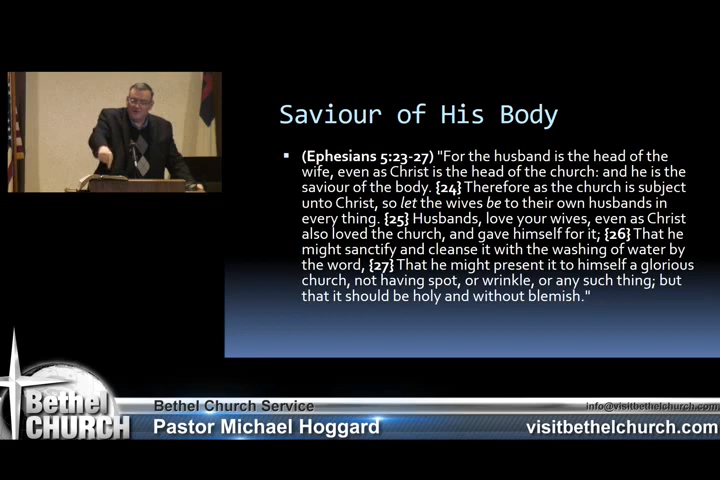 Saviour of His Body
(Ephesians 5:23-27) "For the husband is the head of the
wife, even as Christ is the head of the church: and he is the
saviour of the body. {24} Therefore as the church is subject
unto Christ, so let the wives be to their own husbands in
every thing. {25} Husbands, love your wives, even as Christ
also loved the church, and gave himself for it; {26} That he
might sanctify and cleanse it with the washing of water by
the word, {27} That he might present it to himself a glorious
church, not having spot, or wrinkle, or any such thing; but
that it should be holy and without blemish."
Bethel
CHURCH
Bethel Church Service
info@visitbethelchurch.com
Pastor Michael Hoggard
visitbethelchurch.com